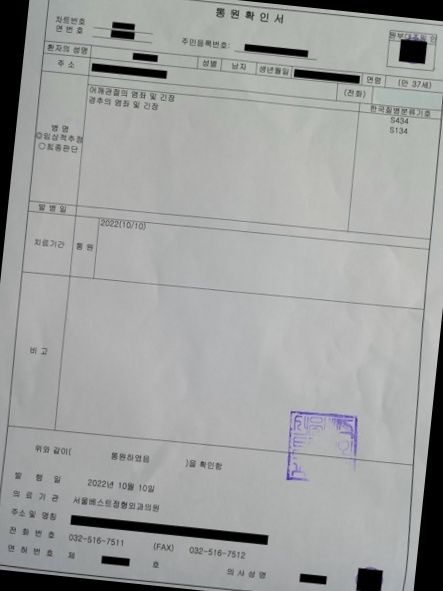 통 원 확 인 서
차트번호
연 번 호
주민등록번호:
원부대조필 인
환자의 성명
성별 남자 생년월일 연령 (만 37세)
주 소 (전화)
병 명
◎임상적추정
○최종판단
어깨관절의 염좌 및 긴장
경추의 염좌 및 긴장
한국질병분류기호
S434
S134
발 병 일
치료기간 통 원 2022(10/10)
비 고
위와 같이( 통원하였음 )을 확인함
발 행 일 2022년 10월 10일
의 료 기 관 서울베스트정형외과의원
주소 및 명칭
전 화 번 호 032-516-7511 (FAX) 032-516-7512
면 허 번 호 제 호 의 사 성 명